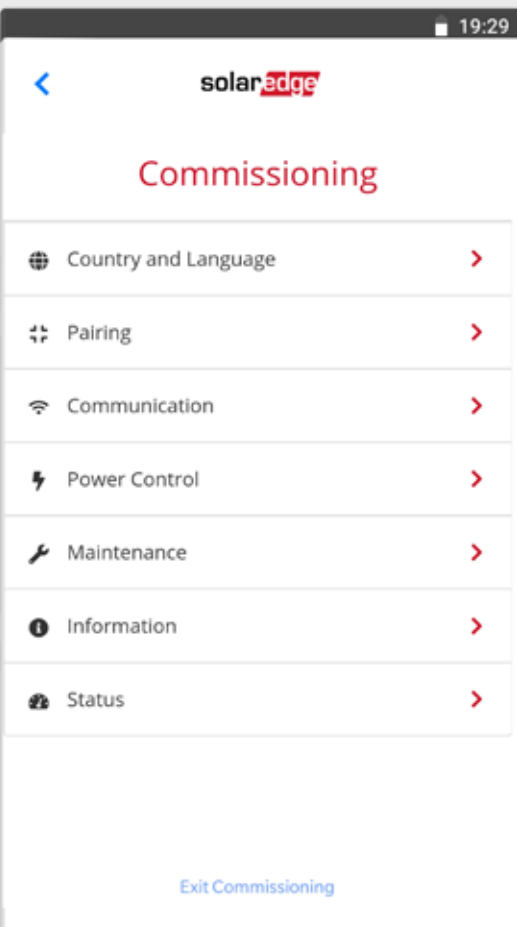 19:29
solaredge
Commissioning
Country and Language
Pairing
Communication
Power Control
Maintenance
Information
Status
Exit Commissioning